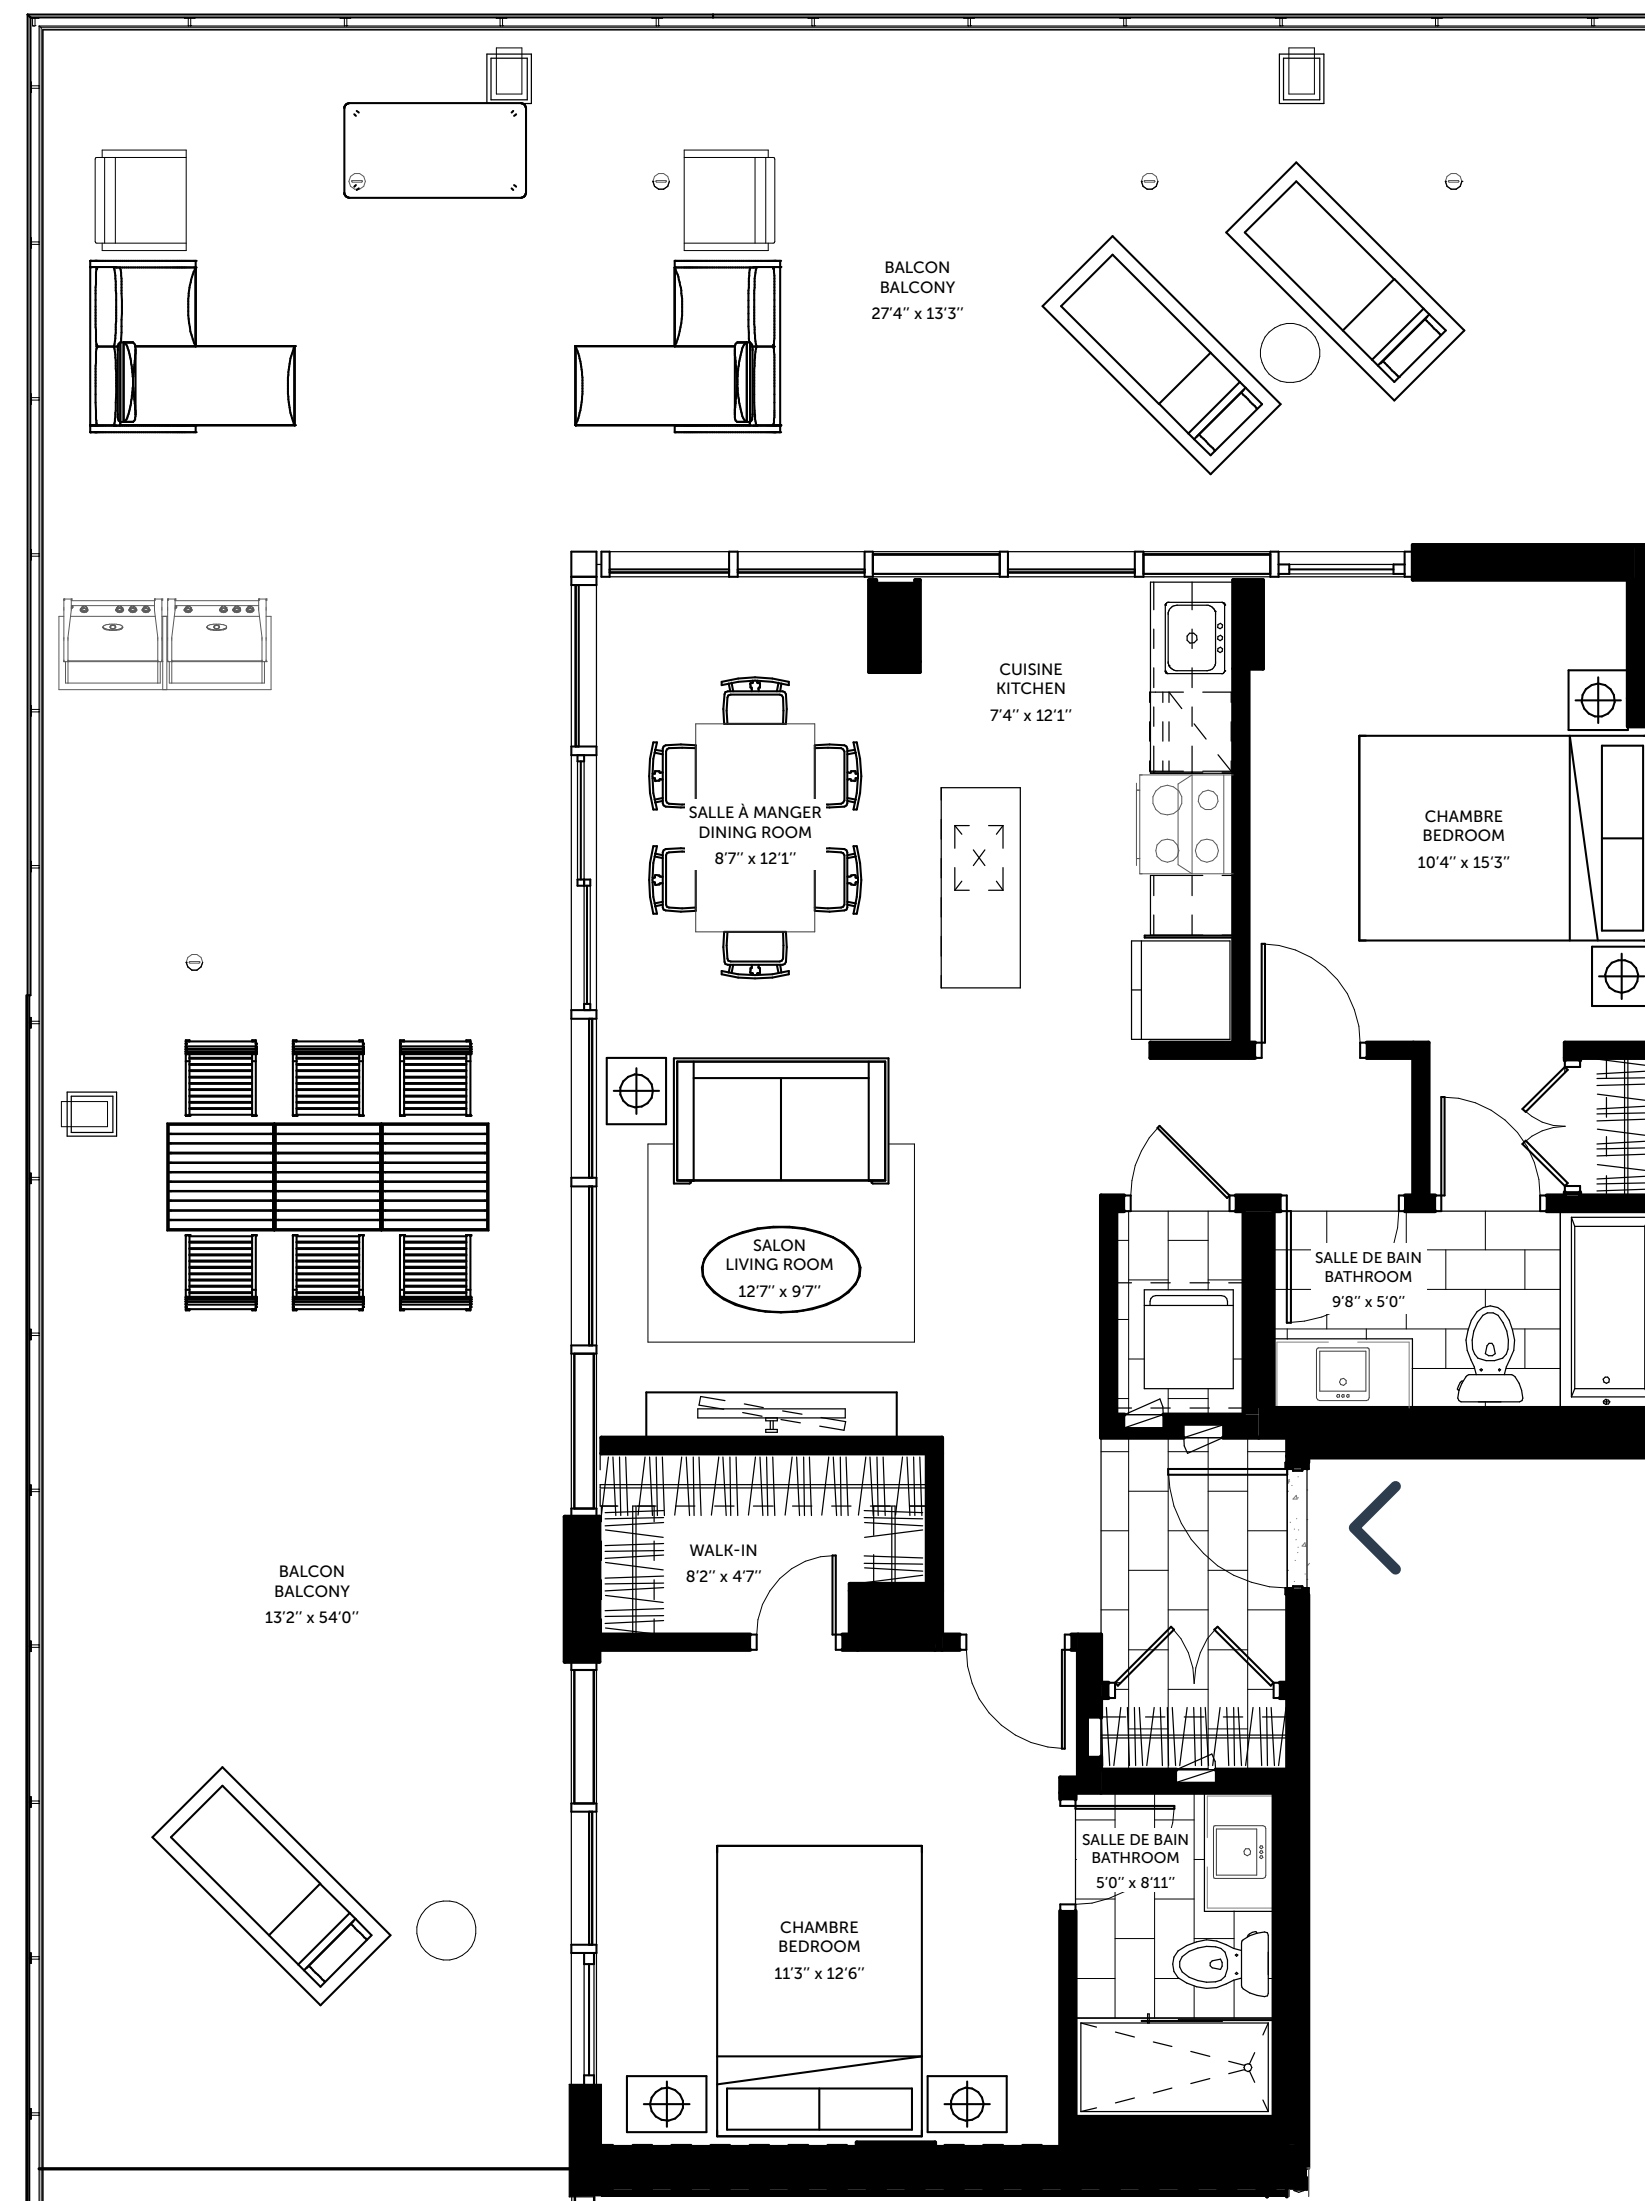 BALCON
BALCONY
27'4'' x 13'3''
CUISINE
KITCHEN
7'4'' x 12'1''
SALLE À MANGER
DINING ROOM
8'7'' x 12'1''
CHAMBRE
BEDROOM
10'4'' x 15'3''
SALON
LIVING ROOM
12'7'' x 9'7''
SALLE DE BAIN
BATHROOM
9'8'' x 5'0''
WALK-IN
8'2'' x 4'7''
BALCON
BALCONY
13'2'' x 54'0''
SALLE DE BAIN
BATHROOM
5'0'' x 8'11''
CHAMBRE
BEDROOM
11'3'' x 12'6''